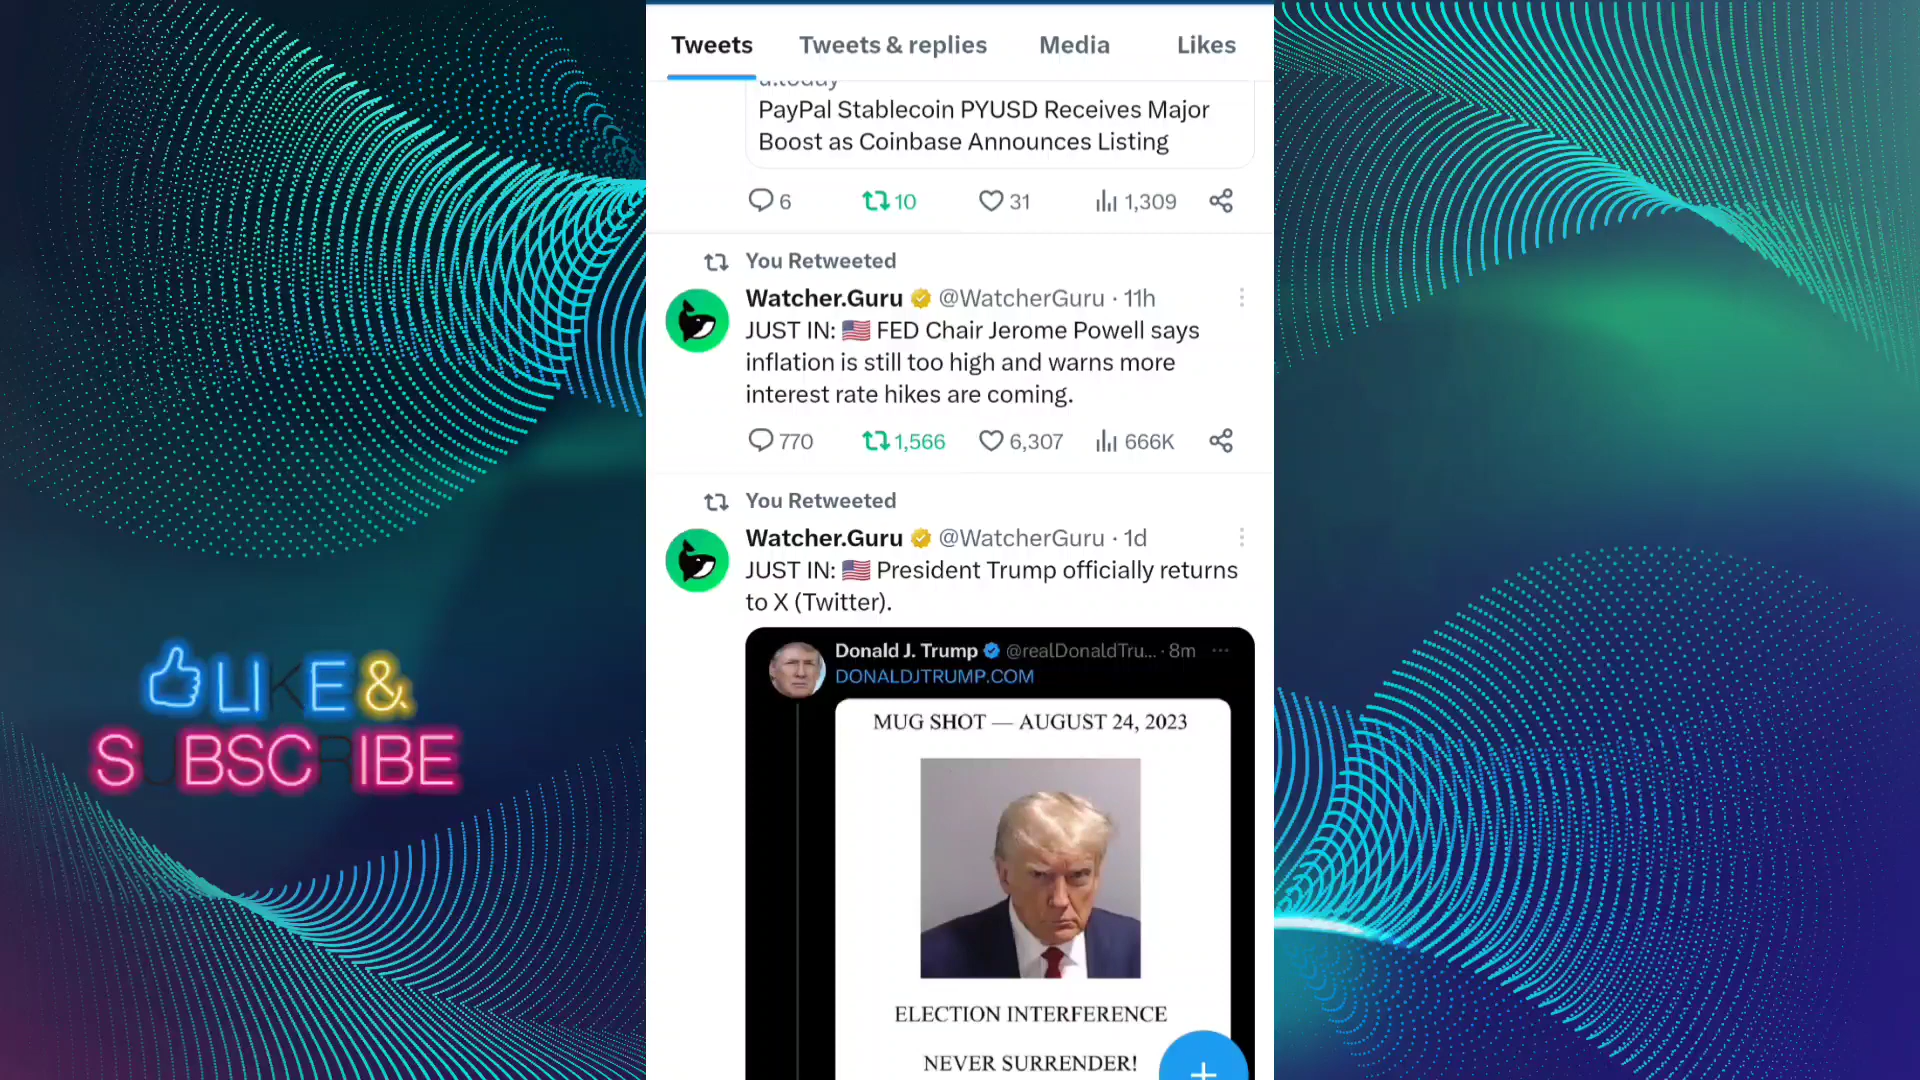 Tweets Tweets & replies Media Likes
u.today
PayPal Stablecoin PYUSD Receives Major
Boost as Coinbase Announces Listing
6 10 31 1,309
You Retweeted
Watcher.Guru @WatcherGuru · 11h
JUST IN: 🇺🇸 FED Chair Jerome Powell says
inflation is still too high and warns more
interest rate hikes are coming.
770 1,566 6,307 666K
You Retweeted
Watcher.Guru @WatcherGuru · 1d
JUST IN: 🇺🇸 President Trump officially returns
to X (Twitter).
Donald J. Trump @realDonaldTru... · 8m
DONALDJTRUMP.COM
MUG SHOT — AUGUST 24, 2023
ELECTION INTERFERENCE
NEVER SURRENDER!
LIKE &
SUBSCRIBE